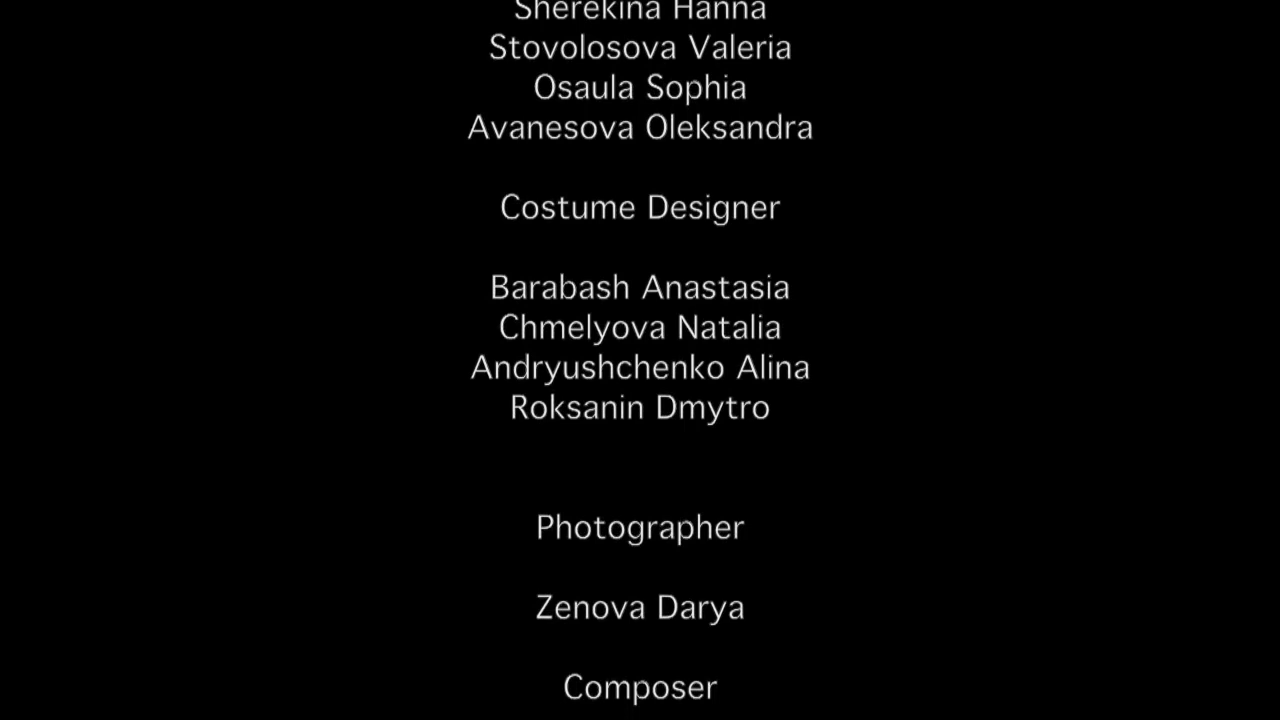 Sherekina Hanna
Stovolosova Valeria
Osaula Sophia
Avanesova Oleksandra
Costume Designer
Barabash Anastasia
Chmelyova Natalia
Andryushchenko Alina
Roksanin Dmytro
Photographer
Zenova Darya
Composer